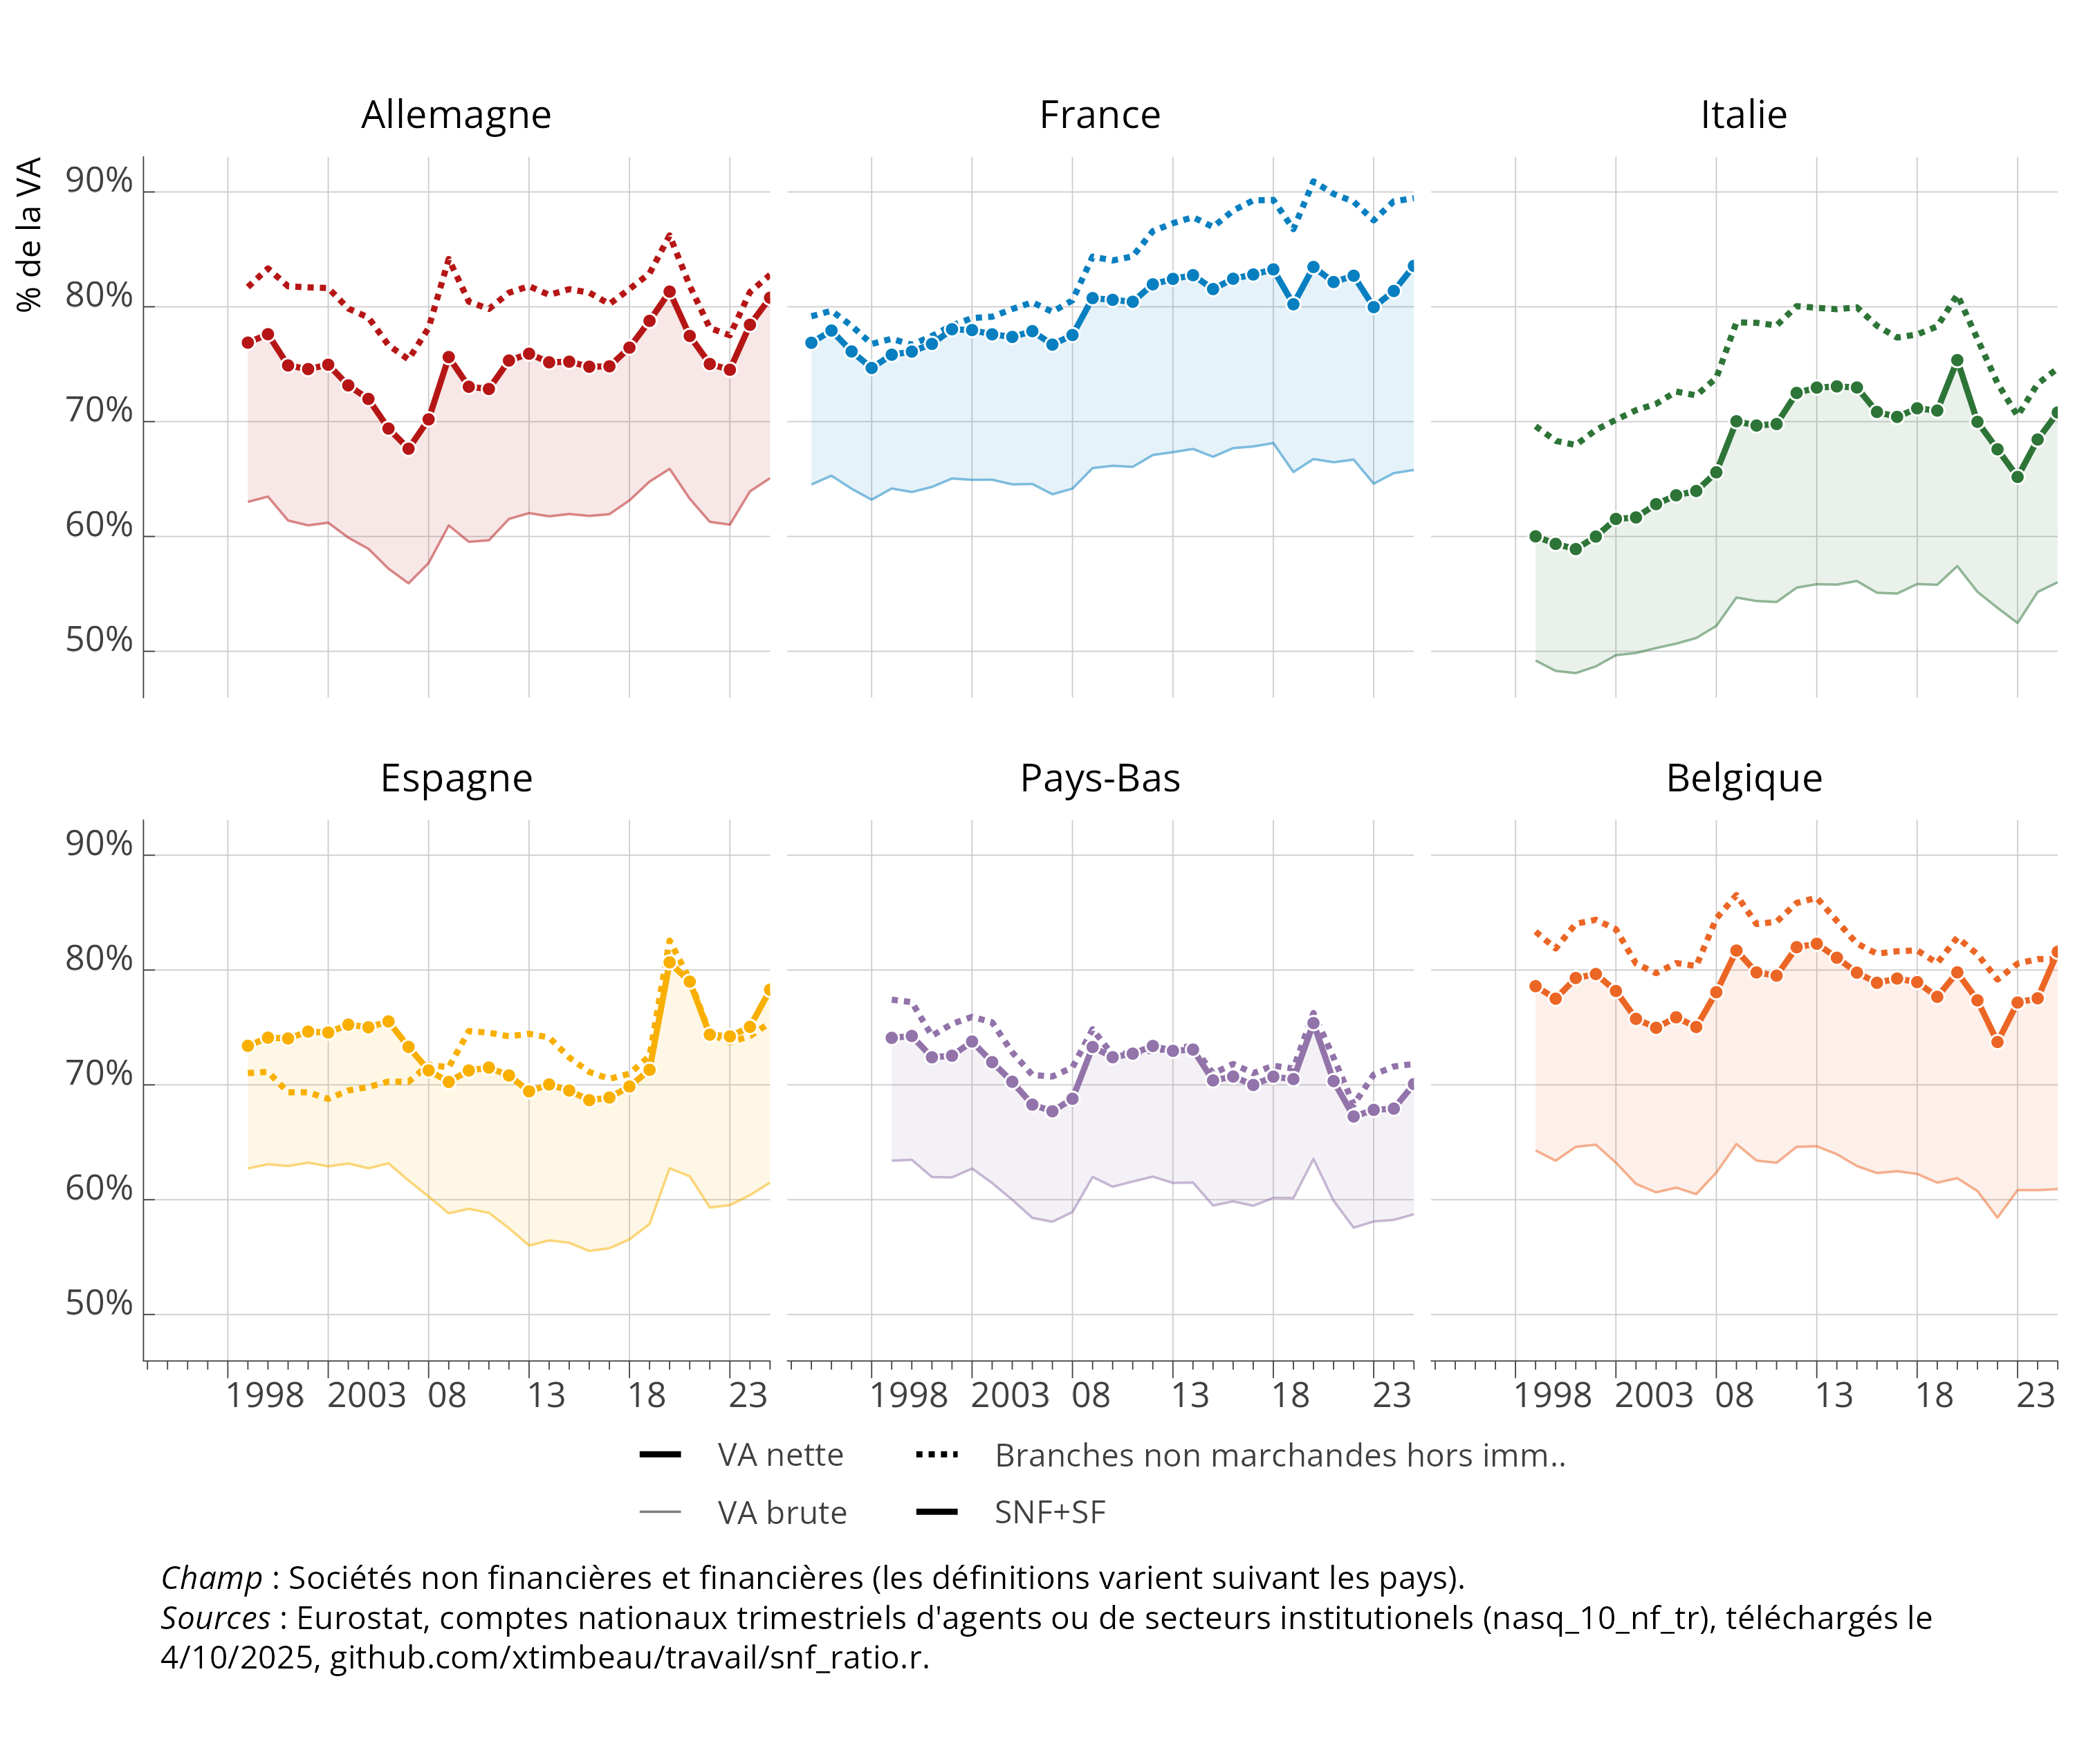 Allemagne
France
Italie
% de la VA
90%
80%
70%
60%
50%
Espagne
Pays-Bas
Belgique
90%
80%
70%
60%
50%
1998 2003 08 13 18 23
1998 2003 08 13 18 23
1998 2003 08 13 18 23
VA nette
Branches non marchandes hors imm..
VA brute
SNF+SF
Champ : Sociétés non financières et financières (les définitions varient suivant les pays).
Sources : Eurostat, comptes nationaux trimestriels d'agents ou de secteurs institutionels (nasq_10_nf_tr), téléchargés le
4/10/2025, github.com/xtimbeau/travail/snf_ratio.r.